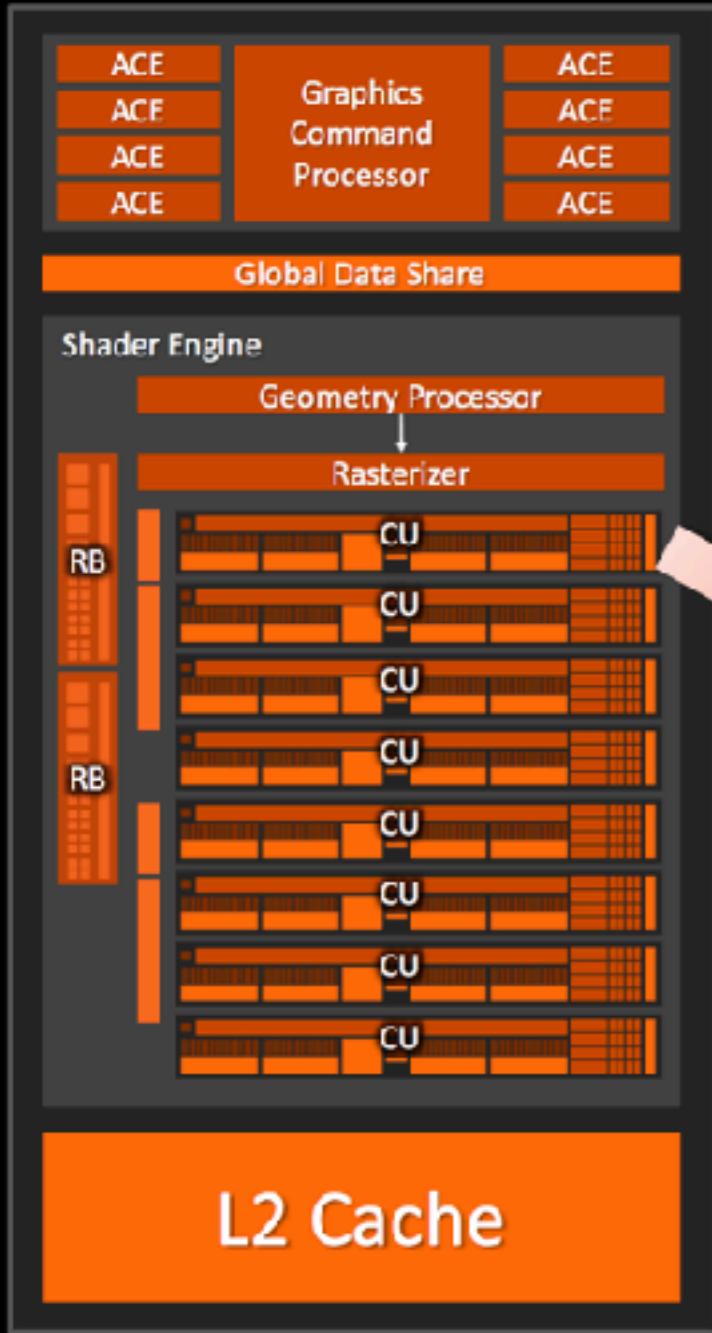 ACE
ACE
ACE
ACE
Graphics
Command
Processor
ACE
ACE
ACE
ACE
Global Data Share
Shader Engine
Geometry Processor
Rasterizer
RB
RB
CU
CU
CU
CU
CU
CU
CU
CU
L2 Cache